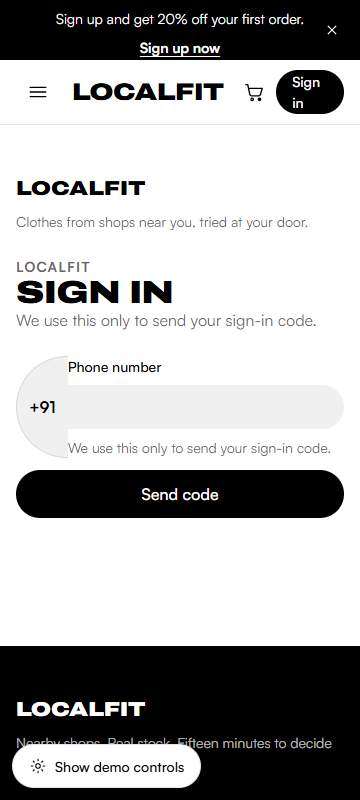 Sign up and get 20% off your first order.
Sign up now
LOCALFIT
Sign
in
LOCALFIT
Clothes from shops near you, tried at your door.
LOCALFIT
SIGN IN
We use this only to send your sign-in code.
Phone number
+91
We use this only to send your sign-in code.
Send code
LOCALFIT
Nearby shops. Real stock. Fifteen minutes to decide
Show demo controls